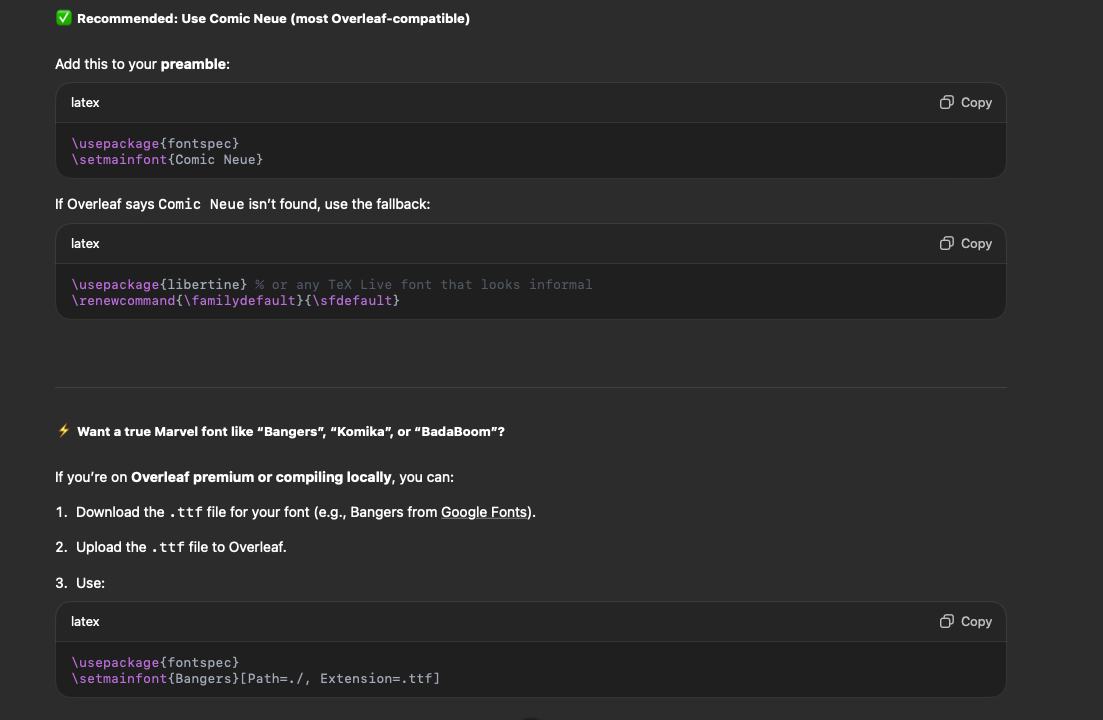 ✅ Recommended: Use Comic Neue (most Overleaf-compatible)
Add this to your preamble:
latex
Copy
\usepackage{fontspec}
\setmainfont{Comic Neue}
If Overleaf says Comic Neue isn’t found, use the fallback:
latex
Copy
\usepackage{libertine} % or any TeX Live font that looks informal
\renewcommand{\familydefault}{\sfdefault}
⚡ Want a true Marvel font like “Bangers”, “Komika”, or “BadaBoom”?
If you’re on Overleaf premium or compiling locally, you can:
1. Download the .ttf file for your font (e.g., Bangers from Google Fonts).
2. Upload the .ttf file to Overleaf.
3. Use:
latex
Copy
\usepackage{fontspec}
\setmainfont{Bangers}[Path=./, Extension=.ttf]